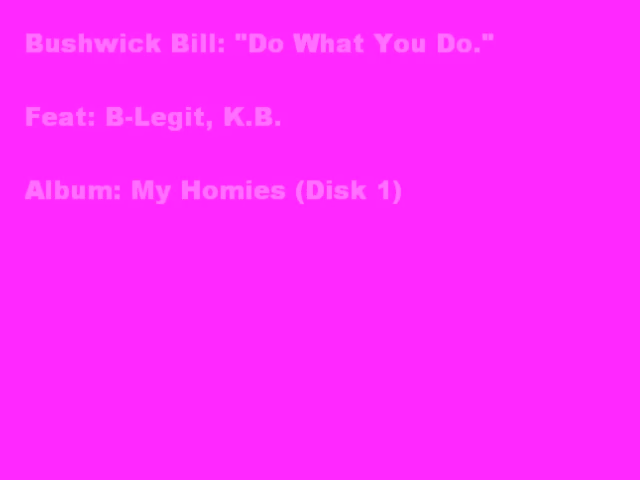 Bushwick Bill: "Do What You Do."
Feat: B-Legit, K.B.
Album: My Homies (Disk 1)